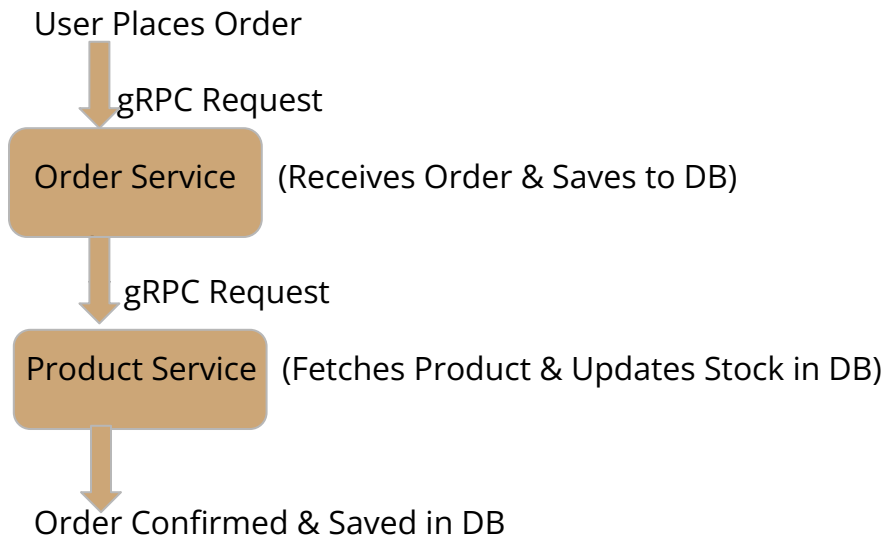 User Places Order
gRPC Request
Order Service (Receives Order & Saves to DB)
gRPC Request
Product Service (Fetches Product & Updates Stock in DB)
Order Confirmed & Saved in DB